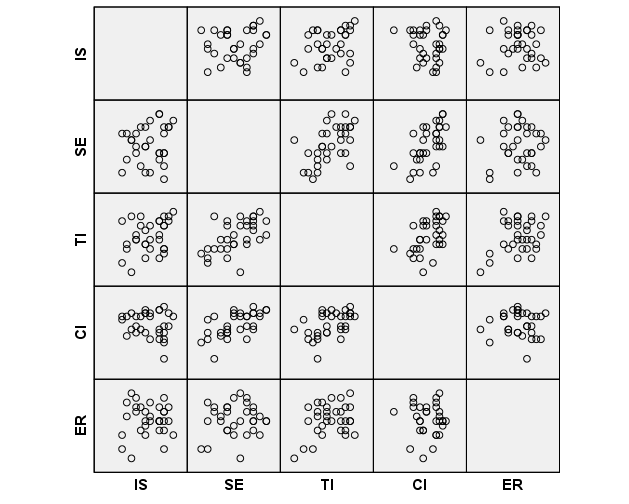 IS
SE
TI
CI
ER
IS SE TI CI ER